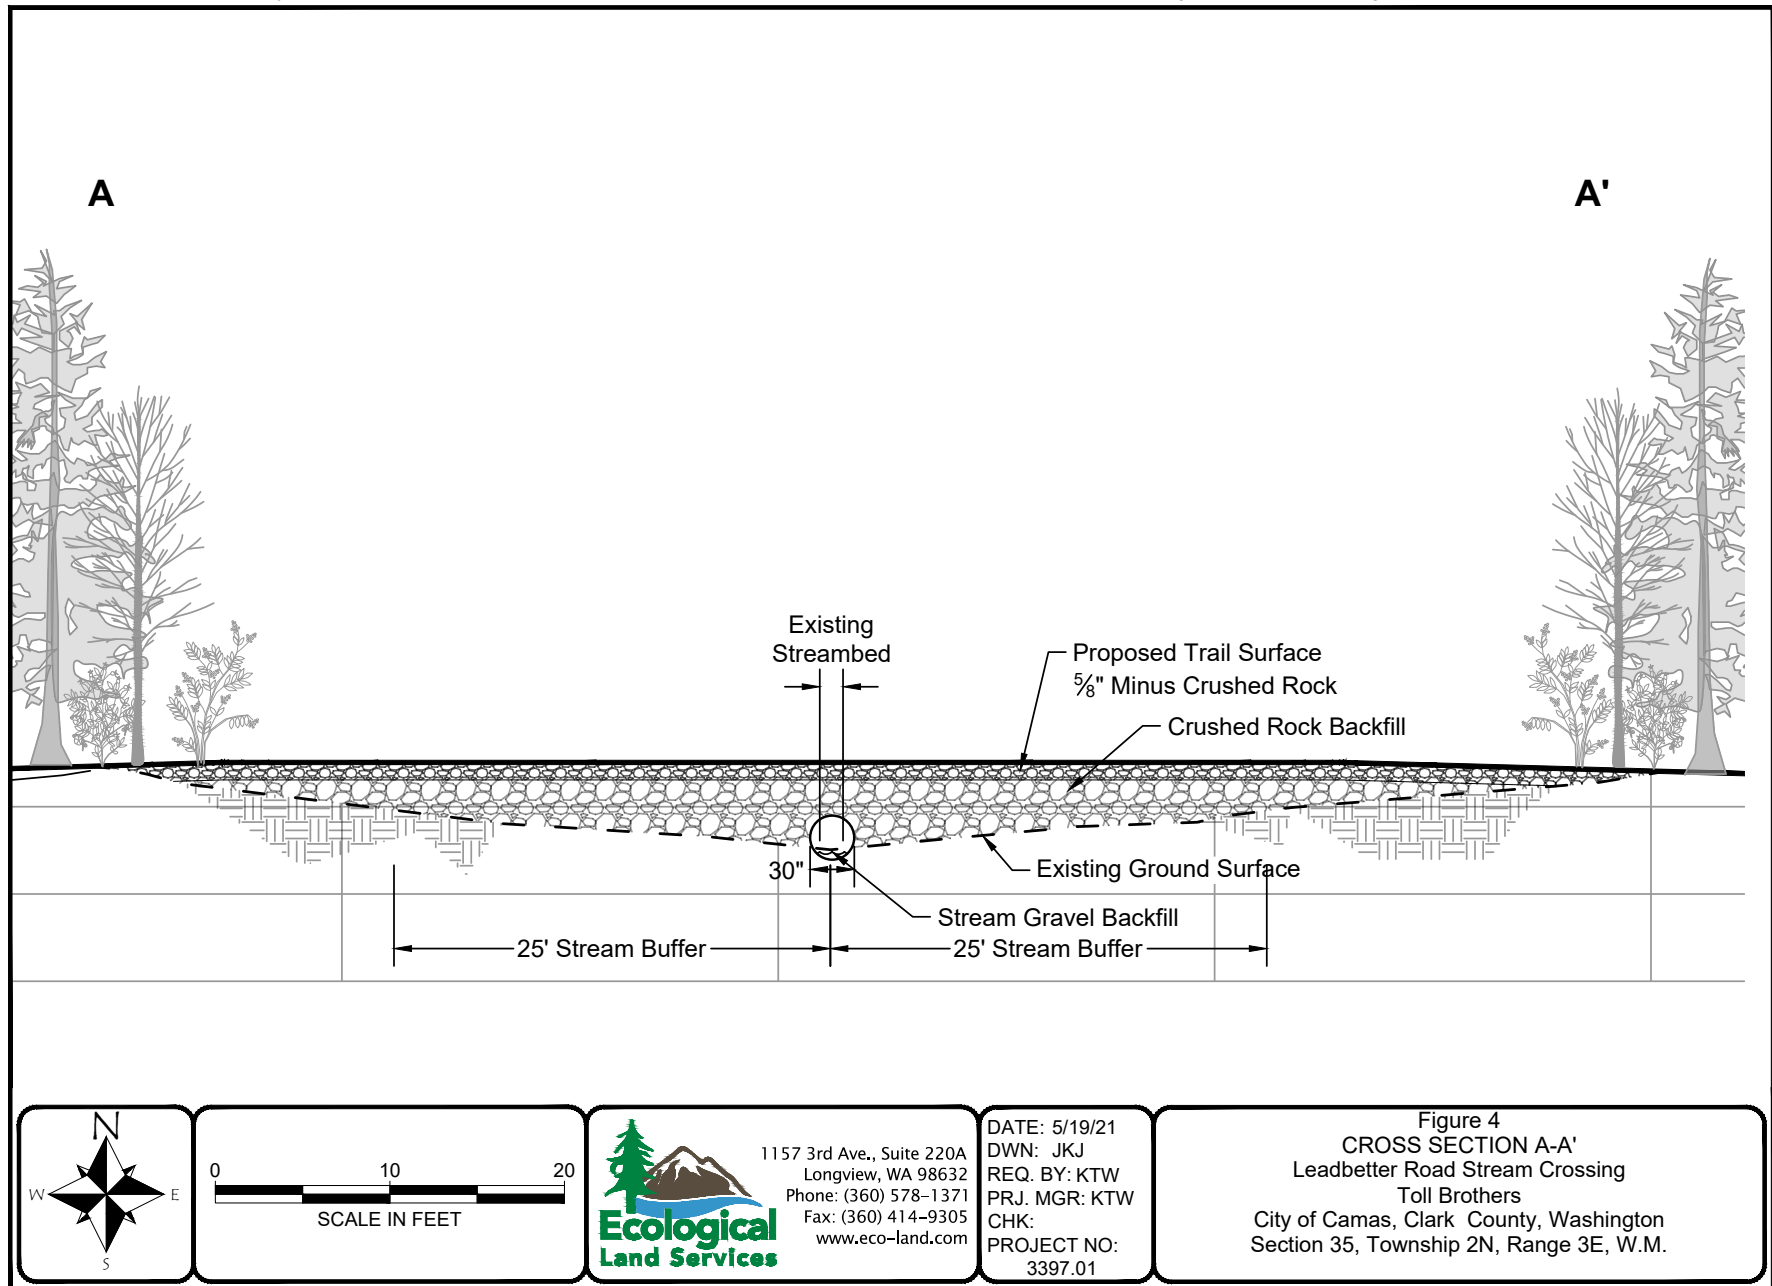 A
A'
Existing
Streambed
Proposed Trail Surface
⅝" Minus Crushed Rock
Crushed Rock Backfill
30"
Existing Ground Surface
Stream Gravel Backfill
25' Stream Buffer
25' Stream Buffer
N
W
E
S
0 10 20
SCALE IN FEET
Ecological
Land Services
1157 3rd Ave., Suite 220A
Longview, WA 98632
Phone: (360) 578-1371
Fax: (360) 414-9305
www.eco-land.com
DATE: 5/19/21
DWN: JKJ
REQ. BY: KTW
PRJ. MGR: KTW
CHK:
PROJECT NO:
3397.01
Figure 4
CROSS SECTION A-A'
Leadbetter Road Stream Crossing
Toll Brothers
City of Camas, Clark County, Washington
Section 35, Township 2N, Range 3E, W.M.